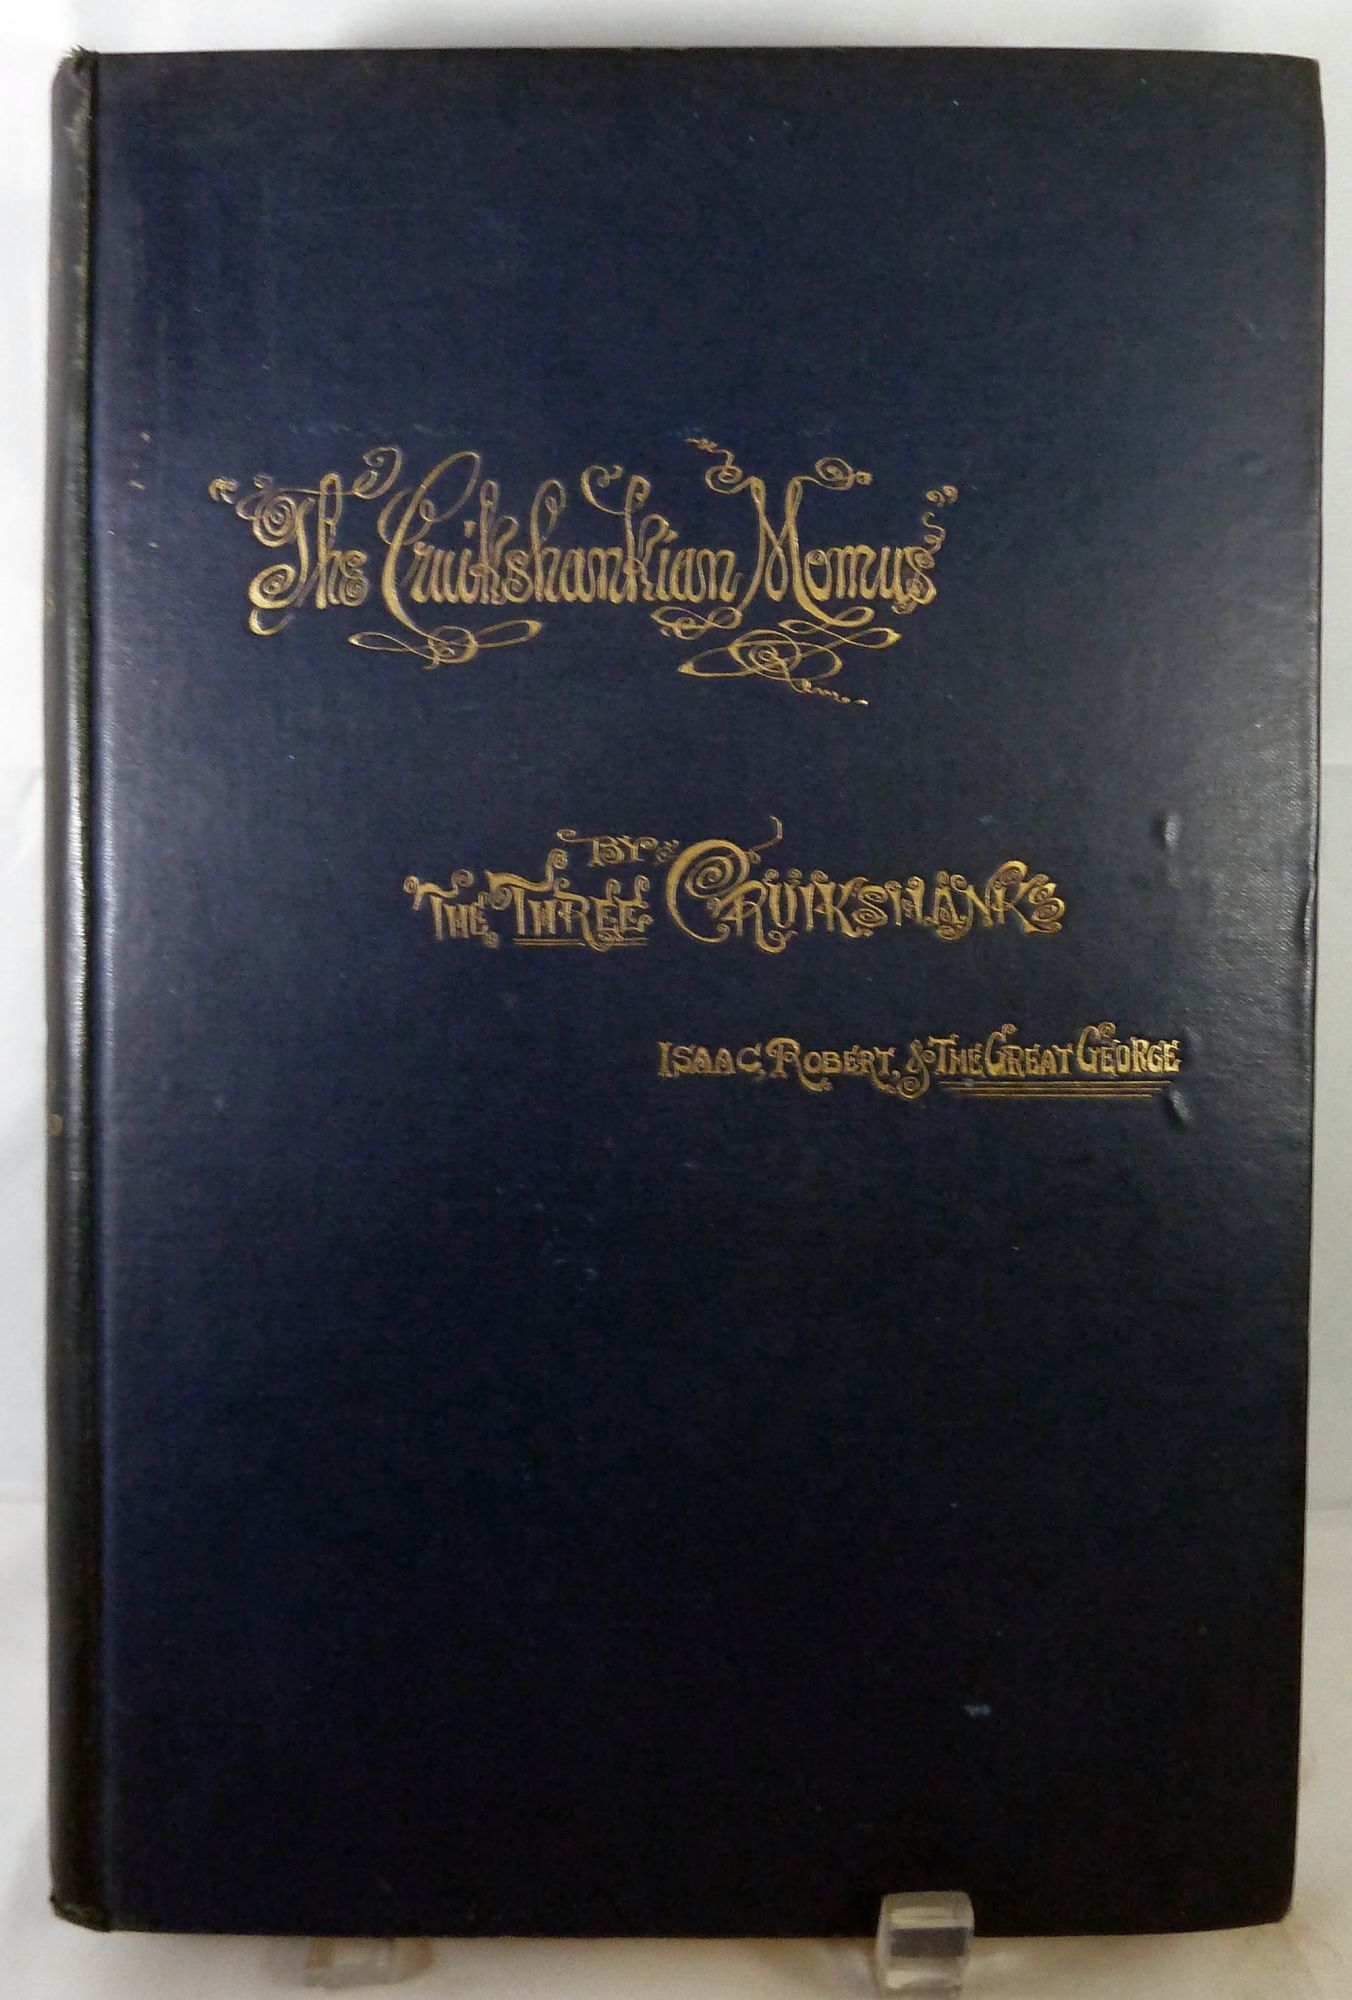 "The Cruikshankian Momus"
BY
THE THREE CRUIKSHANKS
ISAAC, ROBERT, & THE GREAT GEORGE